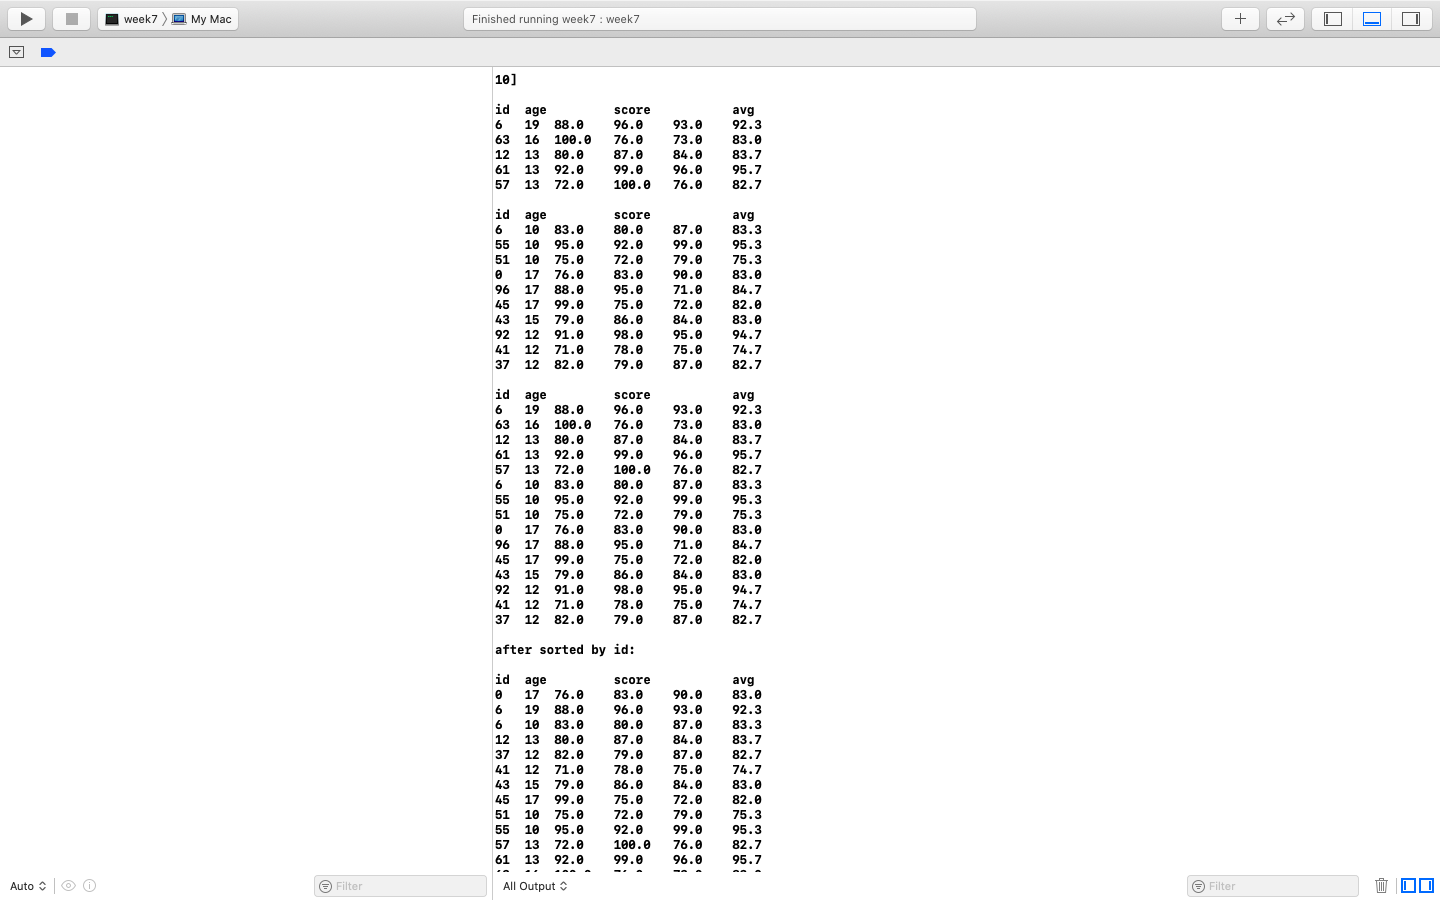 week7 〉 My Mac
Finished running week7 : week7
10]
id age score avg
6 19 88.0 96.0 93.0 92.3
63 16 100.0 76.0 73.0 83.0
12 13 80.0 87.0 84.0 83.7
61 13 92.0 99.0 96.0 95.7
57 13 72.0 100.0 76.0 82.7
id age score avg
6 10 83.0 80.0 87.0 83.3
55 10 95.0 92.0 99.0 95.3
51 10 75.0 72.0 79.0 75.3
0 17 76.0 83.0 90.0 83.0
96 17 88.0 95.0 71.0 84.7
45 17 99.0 75.0 72.0 82.0
43 15 79.0 86.0 84.0 83.0
92 12 91.0 98.0 95.0 94.7
41 12 71.0 78.0 75.0 74.7
37 12 82.0 79.0 87.0 82.7
id age score avg
6 19 88.0 96.0 93.0 92.3
63 16 100.0 76.0 73.0 83.0
12 13 80.0 87.0 84.0 83.7
61 13 92.0 99.0 96.0 95.7
57 13 72.0 100.0 76.0 82.7
6 10 83.0 80.0 87.0 83.3
55 10 95.0 92.0 99.0 95.3
51 10 75.0 72.0 79.0 75.3
0 17 76.0 83.0 90.0 83.0
96 17 88.0 95.0 71.0 84.7
45 17 99.0 75.0 72.0 82.0
43 15 79.0 86.0 84.0 83.0
92 12 91.0 98.0 95.0 94.7
41 12 71.0 78.0 75.0 74.7
37 12 82.0 79.0 87.0 82.7
after sorted by id:
id age score avg
0 17 76.0 83.0 90.0 83.0
6 19 88.0 96.0 93.0 92.3
6 10 83.0 80.0 87.0 83.3
12 13 80.0 87.0 84.0 83.7
37 12 82.0 79.0 87.0 82.7
41 12 71.0 78.0 75.0 74.7
43 15 79.0 86.0 84.0 83.0
45 17 99.0 75.0 72.0 82.0
51 10 75.0 72.0 79.0 75.3
55 10 95.0 92.0 99.0 95.3
57 13 72.0 100.0 76.0 82.7
61 13 92.0 99.0 96.0 95.7
Auto
Filter
All Output
Filter